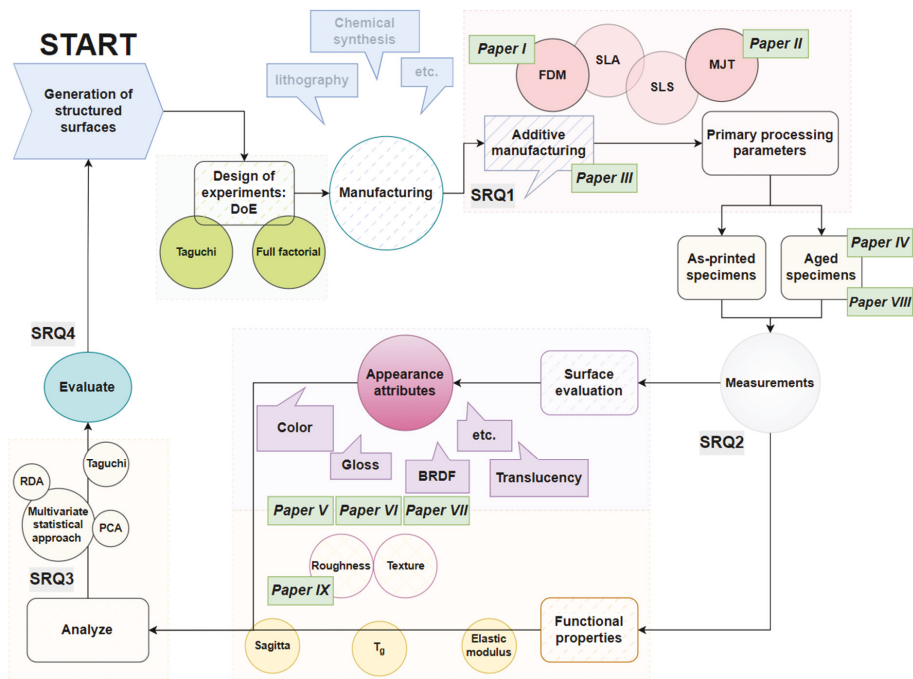 START
Generation of
structured
surfaces
Chemical
synthesis
lithography
etc.
Paper I
FDM
SLA
SLS
MJT
Paper II
Additive
manufacturing
Paper III
SRQ1
Primary processing
parameters
Design of
experiments:
DoE
Taguchi
Full factorial
Manufacturing
As-printed
specimens
Aged
specimens
Paper IV
Paper VIII
Measurements
SRQ2
Surface
evaluation
Appearance
attributes
Color
Gloss
BRDF
etc.
Translucency
Paper V
Paper VI
Paper VII
Roughness
Texture
Paper IX
Functional
properties
Sagitta
Tg
Elastic
modulus
SRQ4
Evaluate
Taguchi
RDA
Multivariate
statistical
approach
PCA
SRQ3
Analyze